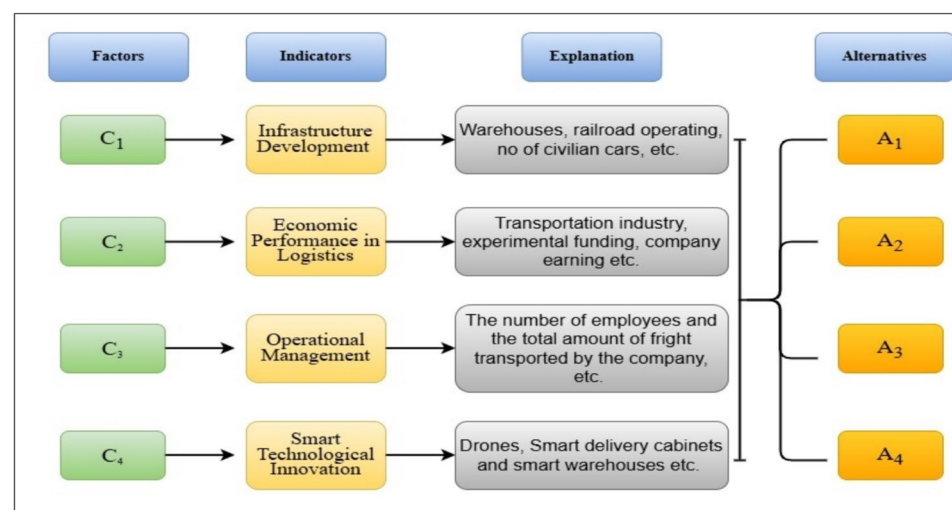 Factors
Indicators
Explanation
Alternatives
C₁
Infrastructure
Development
Warehouses, railroad operating,
no of civilian cars, etc.
A₁
C₂
Economic
Performance in
Logistics
Transportation industry,
experimental funding, company
earning etc.
A₂
C₃
Operational
Management
The number of employees and
the total amount of fright
transported by the company,
etc.
A₃
C₄
Smart
Technological
Innovation
Drones, Smart delivery cabinets
and smart warehouses etc.
A₄